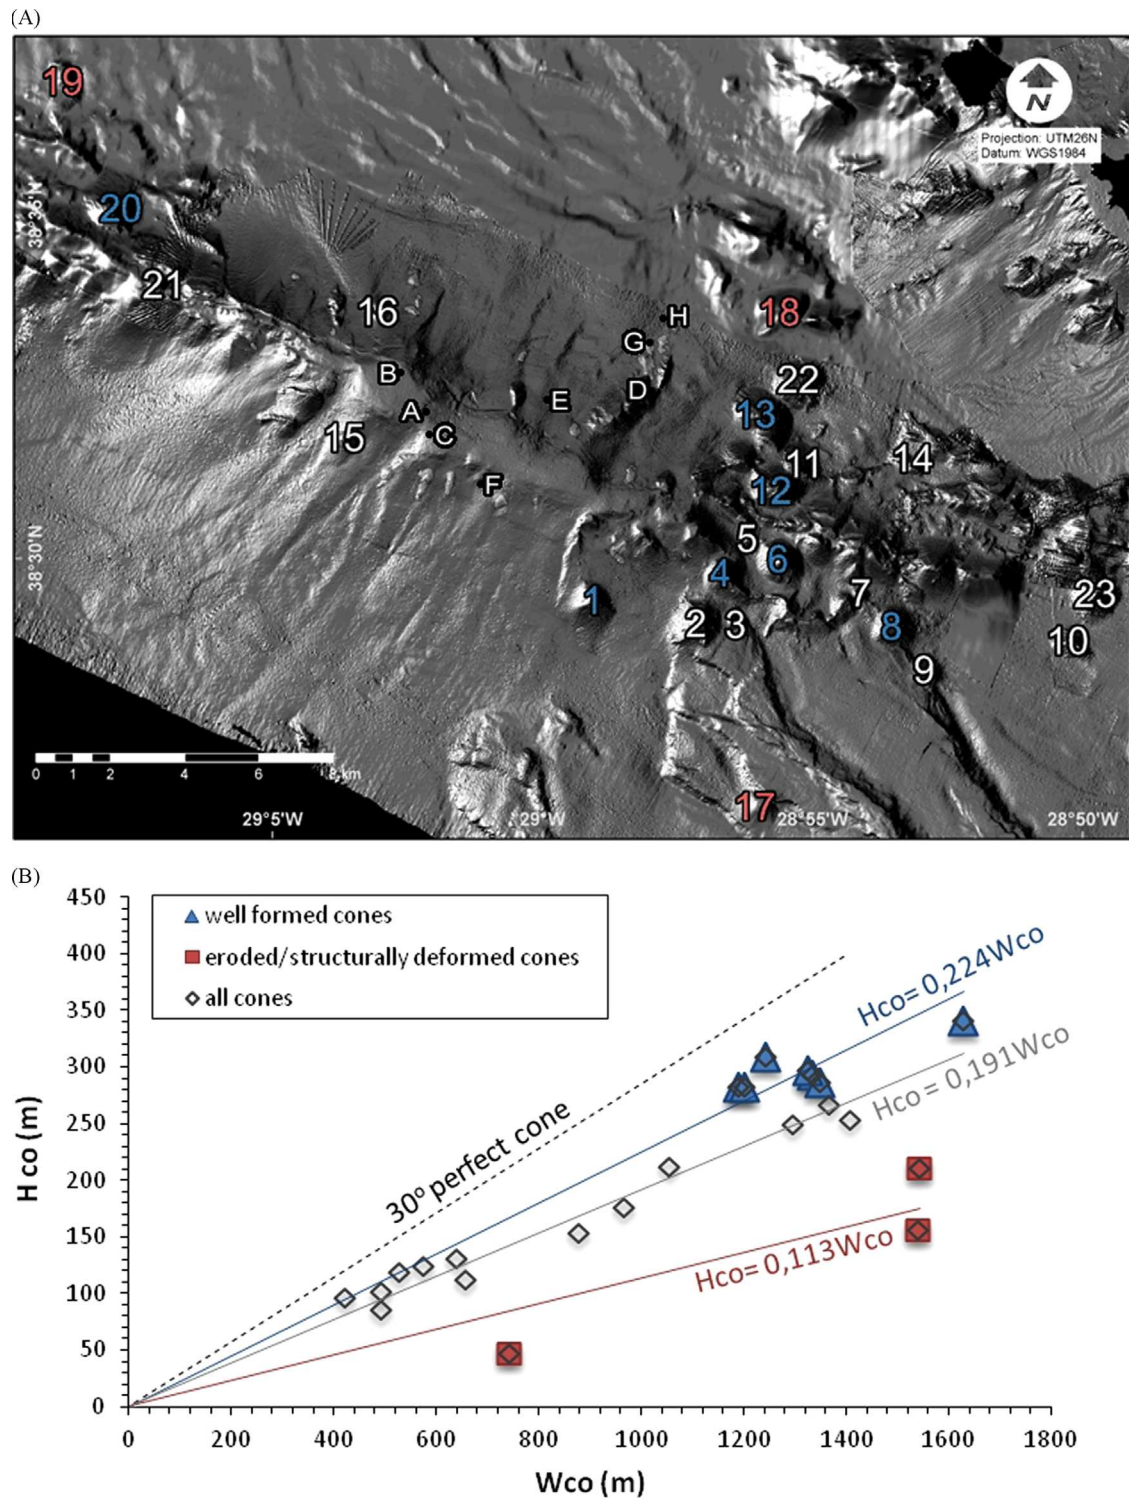 (A)
19
N
Projection: UTM26N
Datum: WGS1984
38°35'N
20
21
16
H
18
G
B
D
22
E
13
A
15
C
11
14
12
F
5
38°30'N
6
4
7
23
1
2
3
8
10
9
0 1 2 4 6 8 km
17
29°5'W 29°W 28°55'W 28°50'W
(B)
450
400
350
300
250
200
150
100
50
0
H co (m)
well formed cones
eroded/structurally deformed cones
all cones
30° perfect cone
Hco= 0,224Wco
Hco= 0,191Wco
Hco= 0,113Wco
0 200 400 600 800 1000 1200 1400 1600 1800
Wco (m)